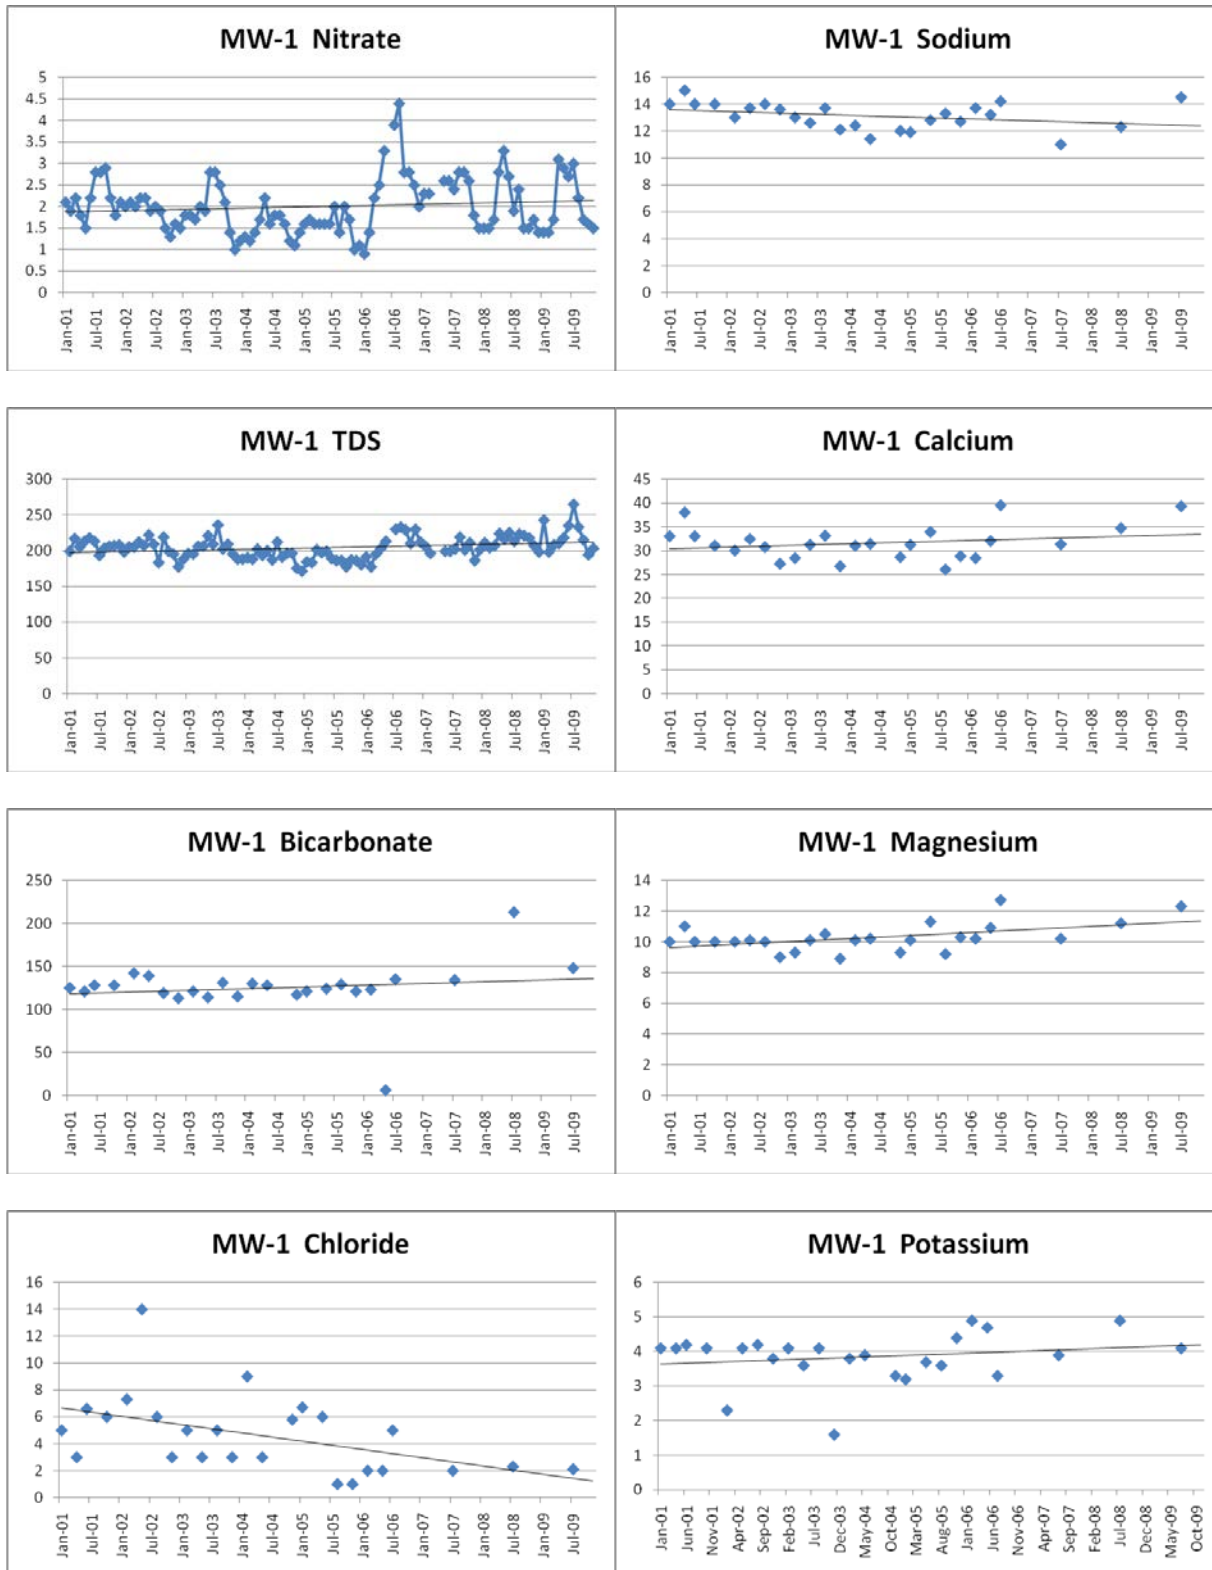 MW-1 Nitrate
5
4.5
4
3.5
3
2.5
2
1.5
1
0.5
0
Jan-01
Jul-01
Jan-02
Jul-02
Jan-03
Jul-03
Jan-04
Jul-04
Jan-05
Jul-05
Jan-06
Jul-06
Jan-07
Jul-07
Jan-08
Jul-08
Jan-09
Jul-09
MW-1 Sodium
16
14
12
10
8
6
4
2
0
Jan-01
Jul-01
Jan-02
Jul-02
Jan-03
Jul-03
Jan-04
Jul-04
Jan-05
Jul-05
Jan-06
Jul-06
Jan-07
Jul-07
Jan-08
Jul-08
Jan-09
Jul-09
MW-1 TDS
300
250
200
150
100
50
0
Jan-01
Jul-01
Jan-02
Jul-02
Jan-03
Jul-03
Jan-04
Jul-04
Jan-05
Jul-05
Jan-06
Jul-06
Jan-07
Jul-07
Jan-08
Jul-08
Jan-09
Jul-09
MW-1 Calcium
45
40
35
30
25
20
15
10
5
0
Jan-01
Jul-01
Jan-02
Jul-02
Jan-03
Jul-03
Jan-04
Jul-04
Jan-05
Jul-05
Jan-06
Jul-06
Jan-07
Jul-07
Jan-08
Jul-08
Jan-09
Jul-09
MW-1 Bicarbonate
250
200
150
100
50
0
Jan-01
Jul-01
Jan-02
Jul-02
Jan-03
Jul-03
Jan-04
Jul-04
Jan-05
Jul-05
Jan-06
Jul-06
Jan-07
Jul-07
Jan-08
Jul-08
Jan-09
Jul-09
MW-1 Magnesium
14
12
10
8
6
4
2
0
Jan-01
Jul-01
Jan-02
Jul-02
Jan-03
Jul-03
Jan-04
Jul-04
Jan-05
Jul-05
Jan-06
Jul-06
Jan-07
Jul-07
Jan-08
Jul-08
Jan-09
Jul-09
MW-1 Chloride
16
14
12
10
8
6
4
2
0
Jan-01
Jul-01
Jan-02
Jul-02
Jan-03
Jul-03
Jan-04
Jul-04
Jan-05
Jul-05
Jan-06
Jul-06
Jan-07
Jul-07
Jan-08
Jul-08
Jan-09
Jul-09
MW-1 Potassium
6
5
4
3
2
1
0
Jan-01
Jun-01
Nov-01
Apr-02
Sep-02
Feb-03
Jul-03
Dec-03
May-04
Oct-04
Mar-05
Aug-05
Jan-06
Jun-06
Nov-06
Apr-07
Sep-07
Feb-08
Jul-08
Dec-08
May-09
Oct-09